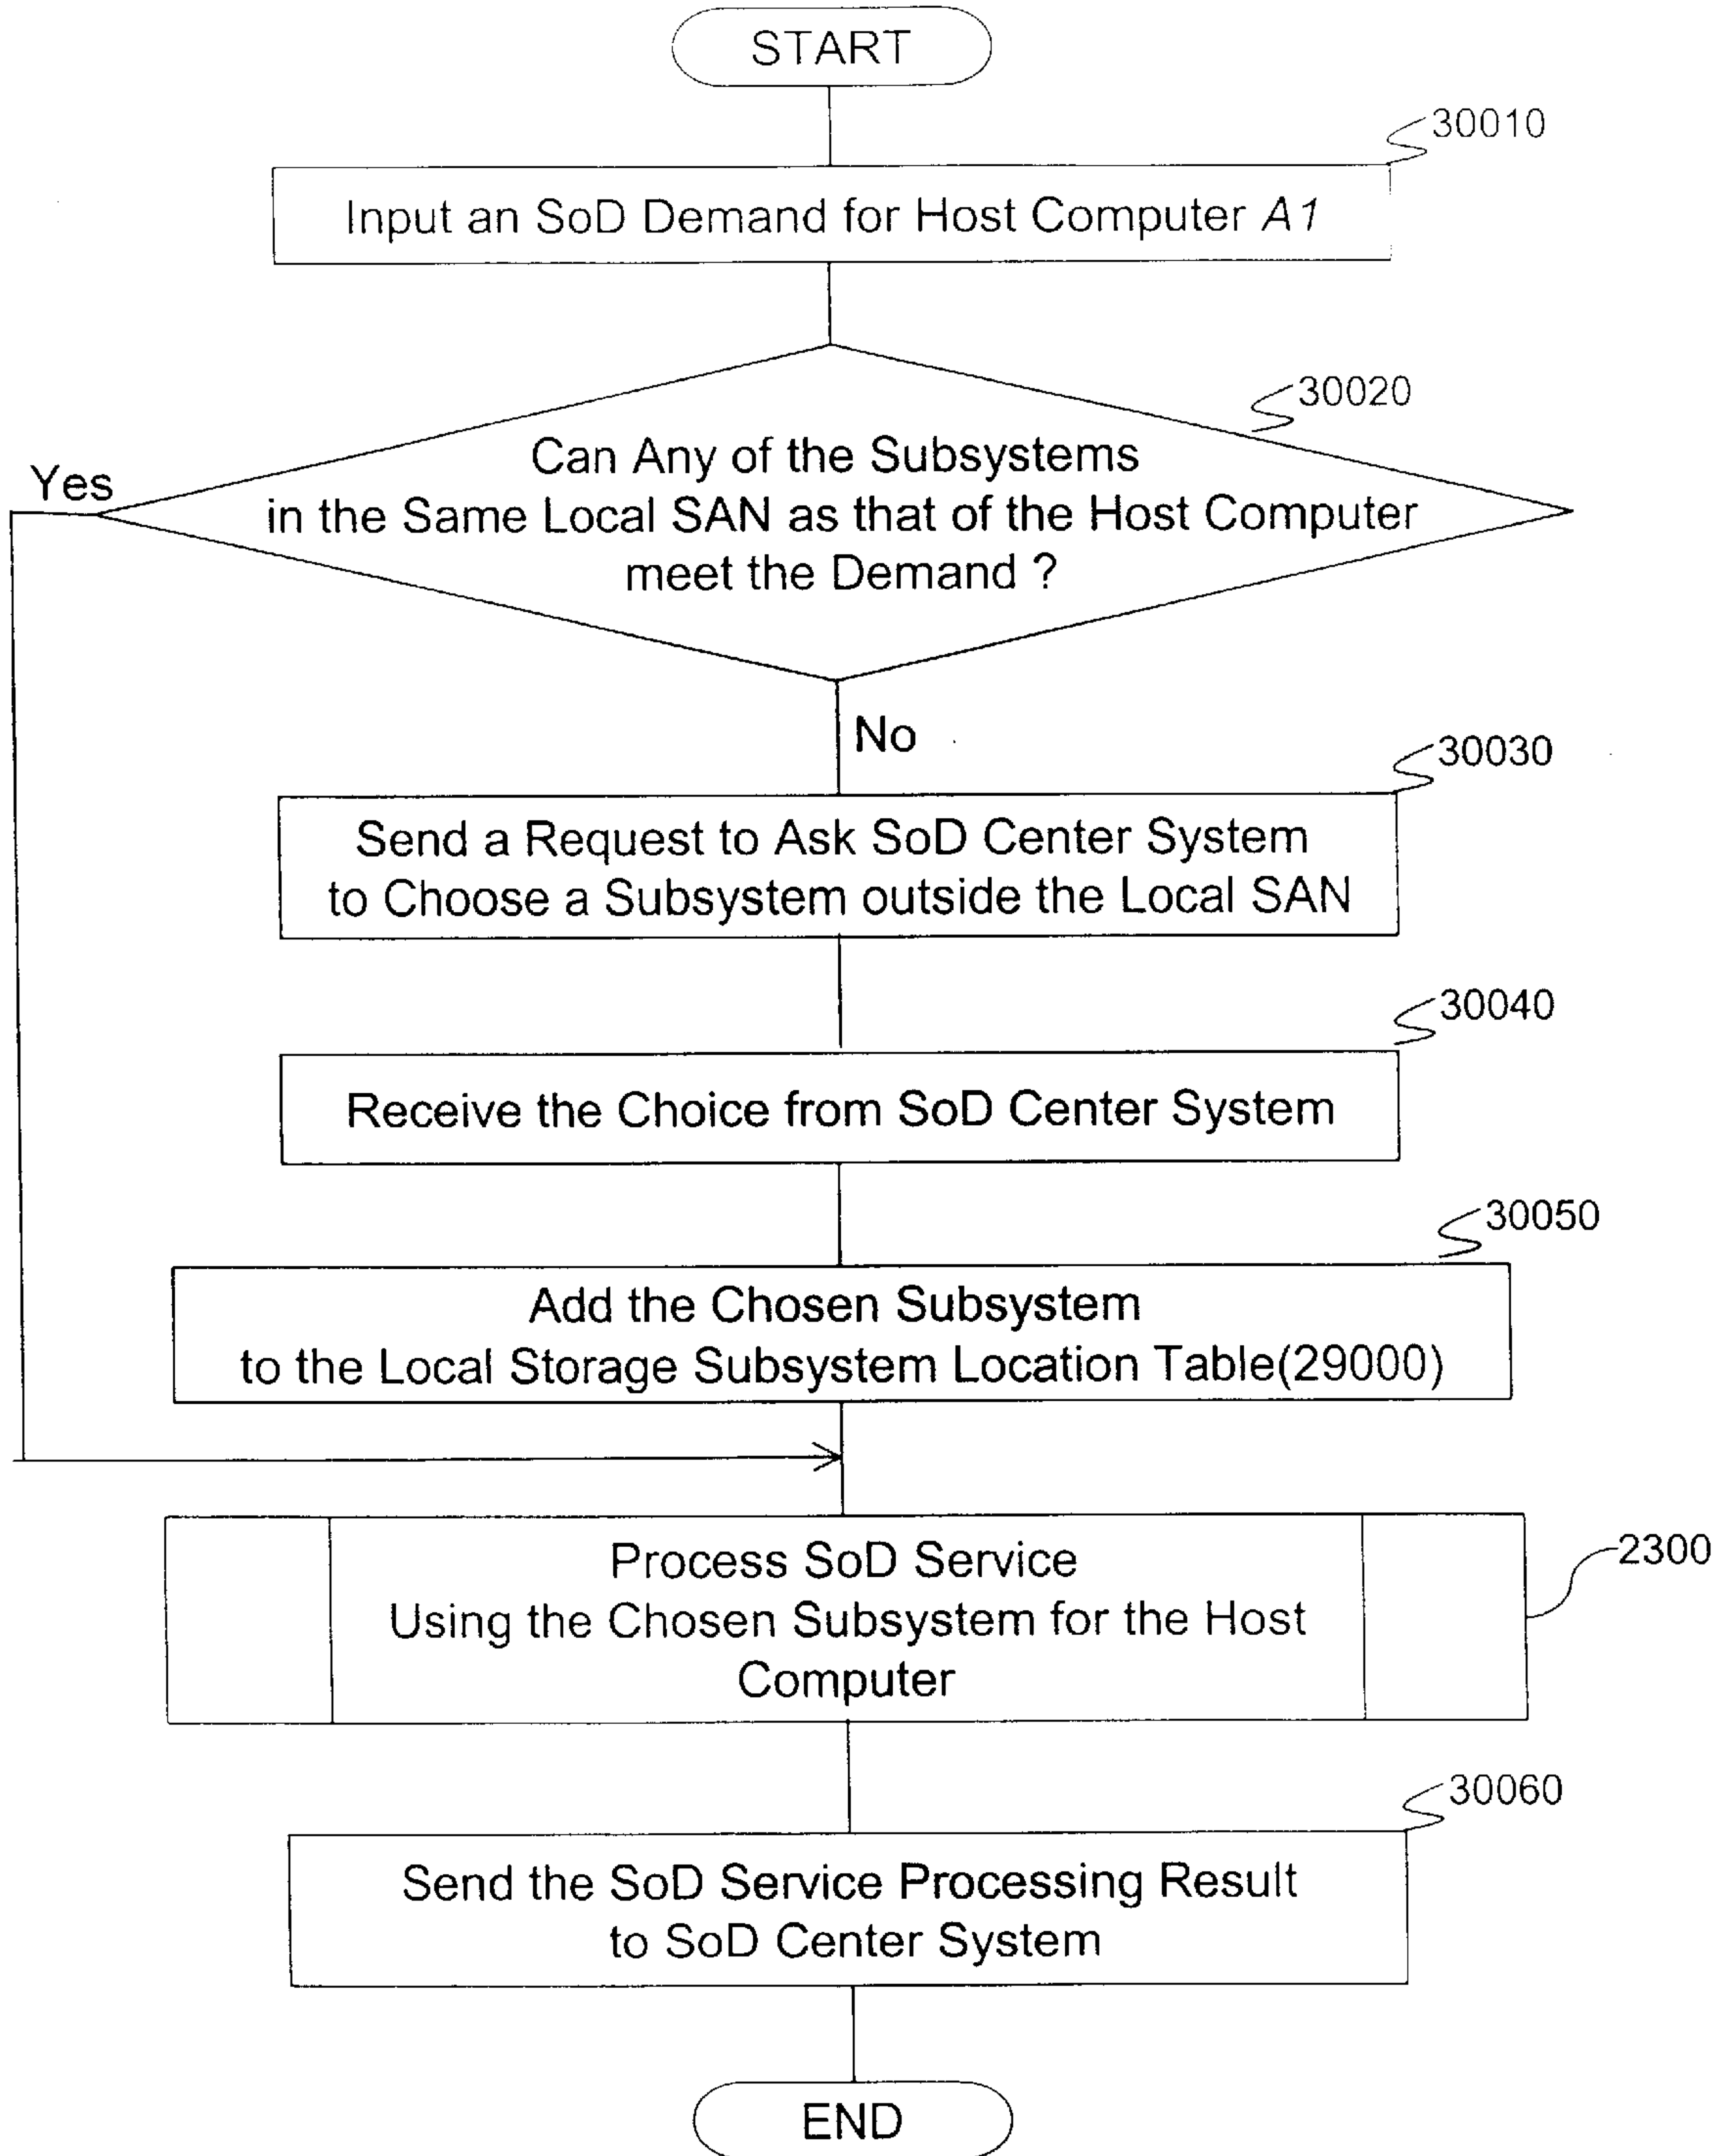 START
30010
Input an SoD Demand for Host Computer A1
30020
Can Any of the Subsystems
in the Same Local SAN as that of the Host Computer
meet the Demand ?
Yes
No
30030
Send a Request to Ask SoD Center System
to Choose a Subsystem outside the Local SAN
30040
Receive the Choice from SoD Center System
30050
Add the Chosen Subsystem
to the Local Storage Subsystem Location Table(29000)
2300
Process SoD Service
Using the Chosen Subsystem for the Host
Computer
30060
Send the SoD Service Processing Result
to SoD Center System
END